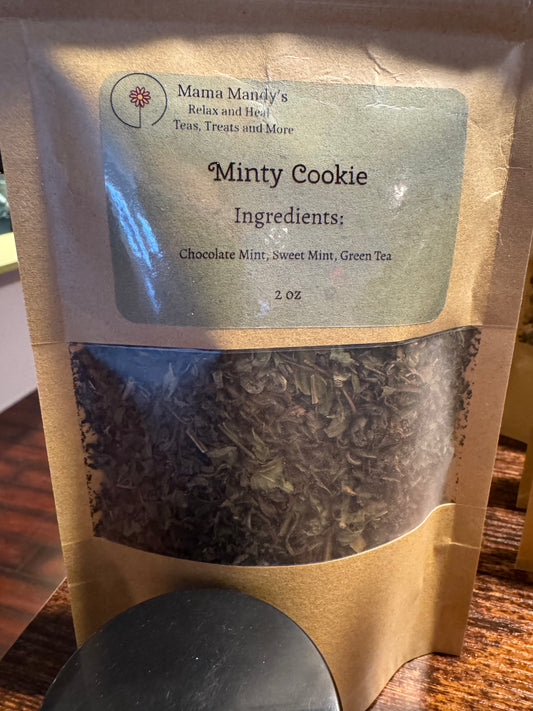 Mama Mandy's
Relax and Heal
Teas, Treats and More
Minty Cookie
Ingredients:
Chocolate Mint, Sweet Mint, Green Tea
2 oz